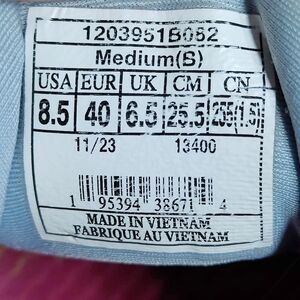 1203951B052
Medium(S)
USA EUR UK CM CN
8.5 40 6.5 25.5 255(1.5)
11/23 13400
1 95394 38671 4
MADE IN VIETNAM
FABRIQUE AU VIETNAM